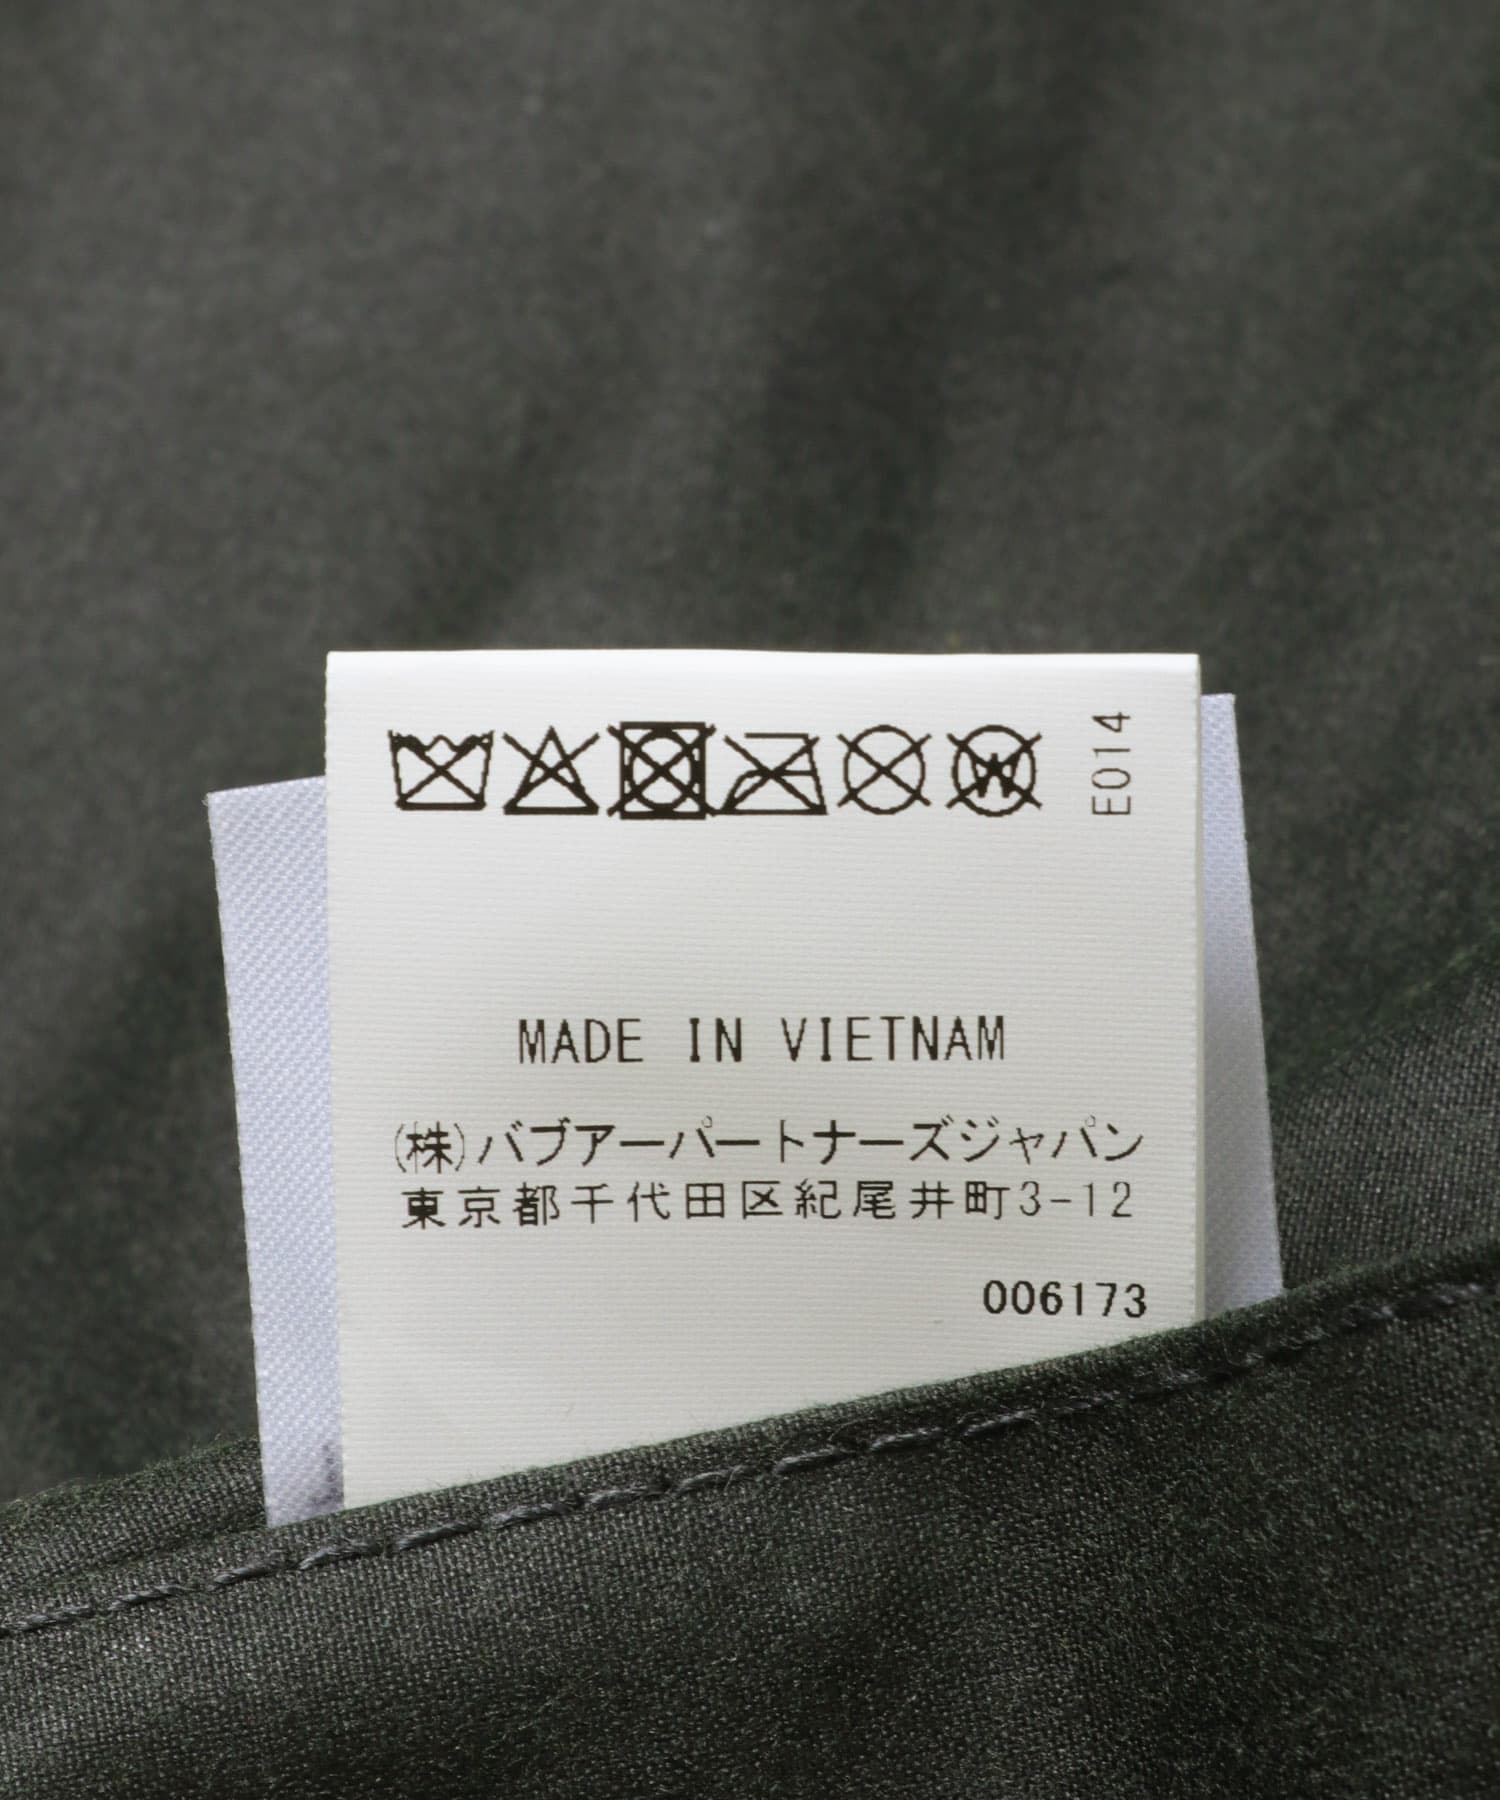 E014
MADE IN VIETNAM
(株)バブアーパートナーズジャパン
東京都千代田区紀尾井町3-12
006173